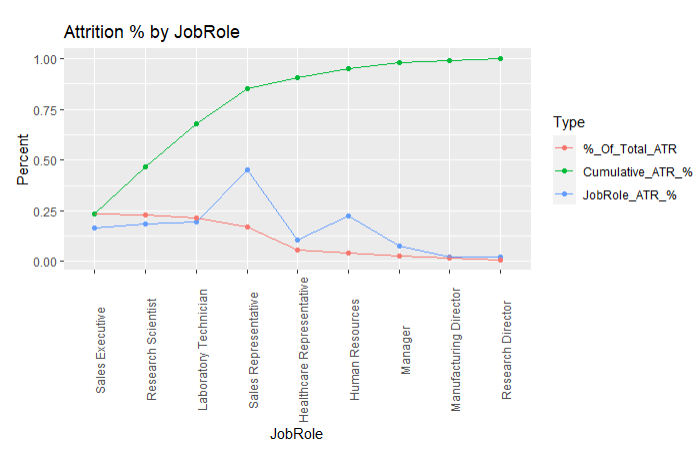 Attrition % by JobRole
1.00
0.75
0.50
0.25
0.00
Percent
Sales Executive
Research Scientist
Laboratory Technician
Sales Representative
Healthcare Representative
Human Resources
Manager
Manufacturing Director
Research Director
JobRole
Type
%_Of_Total_ATR
Cumulative_ATR_%
JobRole_ATR_%